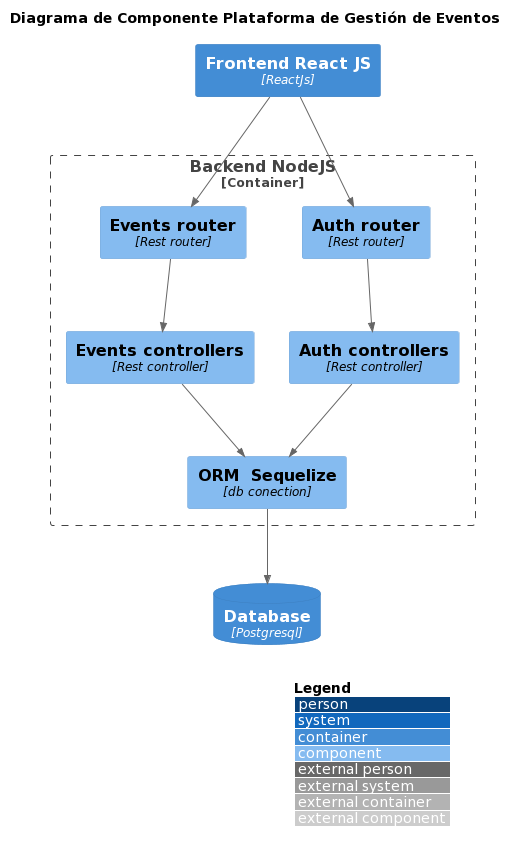 Diagrama de Componente Plataforma de Gestión de Eventos
Frontend React JS
[ReactJs]
Backend NodeJS
[Container]
Events router
[Rest router]
Auth router
[Rest router]
Events controllers
[Rest controller]
Auth controllers
[Rest controller]
ORM  Sequelize
[db conection]
Database
[Postgresql]
Legend
person
system
container
component
external person
external system
external container
external component